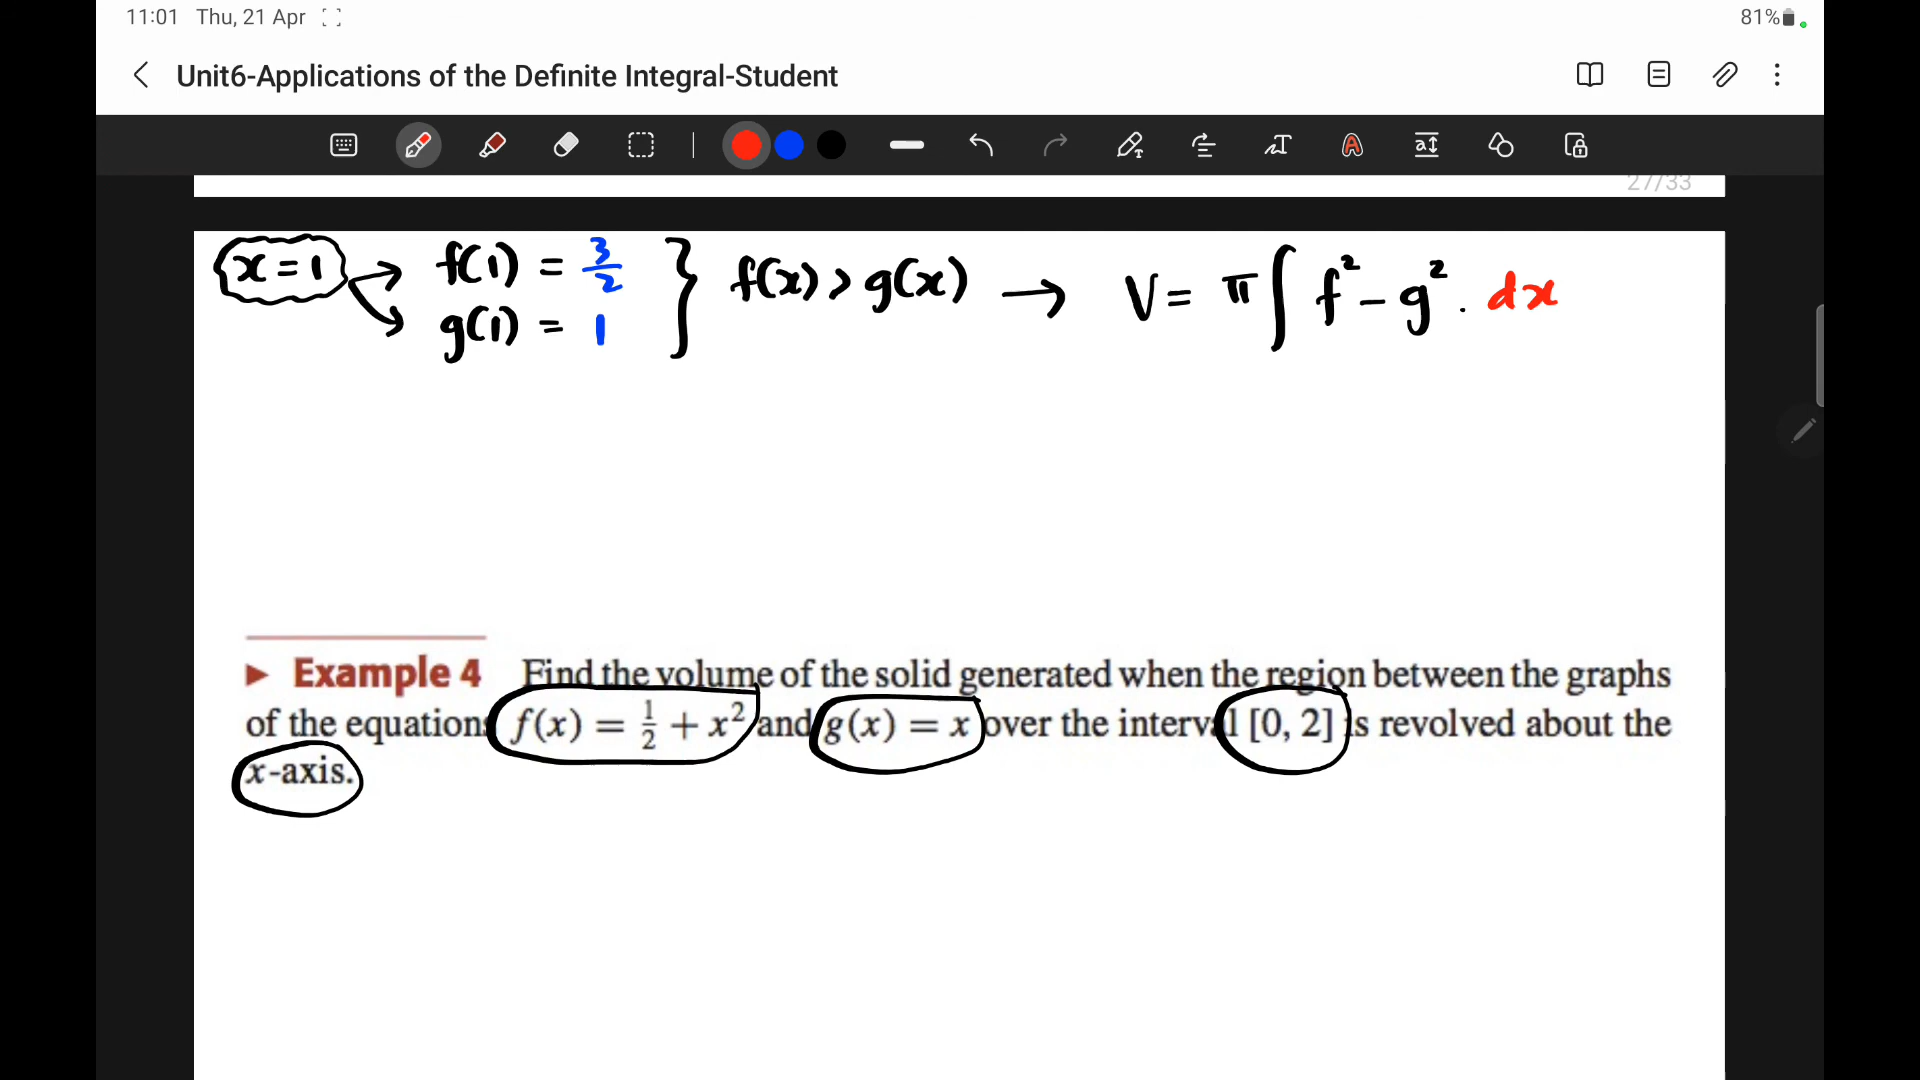 11:01 Thu, 21 Apr
81%
Unit6-Applications of the Definite Integral-Student
27/33
x = 1 → f(1) = 3/2 } f(x) > g(x) → V = π ∫ f² - g² . dx
g(1) = 1
▶ Example 4 Find the volume of the solid generated when the region between the graphs
of the equations f(x) = 1/2 + x² and g(x) = x over the interval [0, 2] is revolved about the
x-axis.